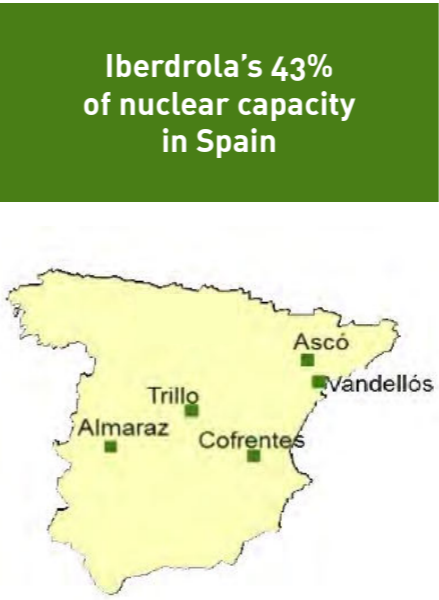 Iberdrola's 43%
of nuclear capacity
in Spain
Ascó
Vandellós
Trillo
Almaraz
Cofrentes